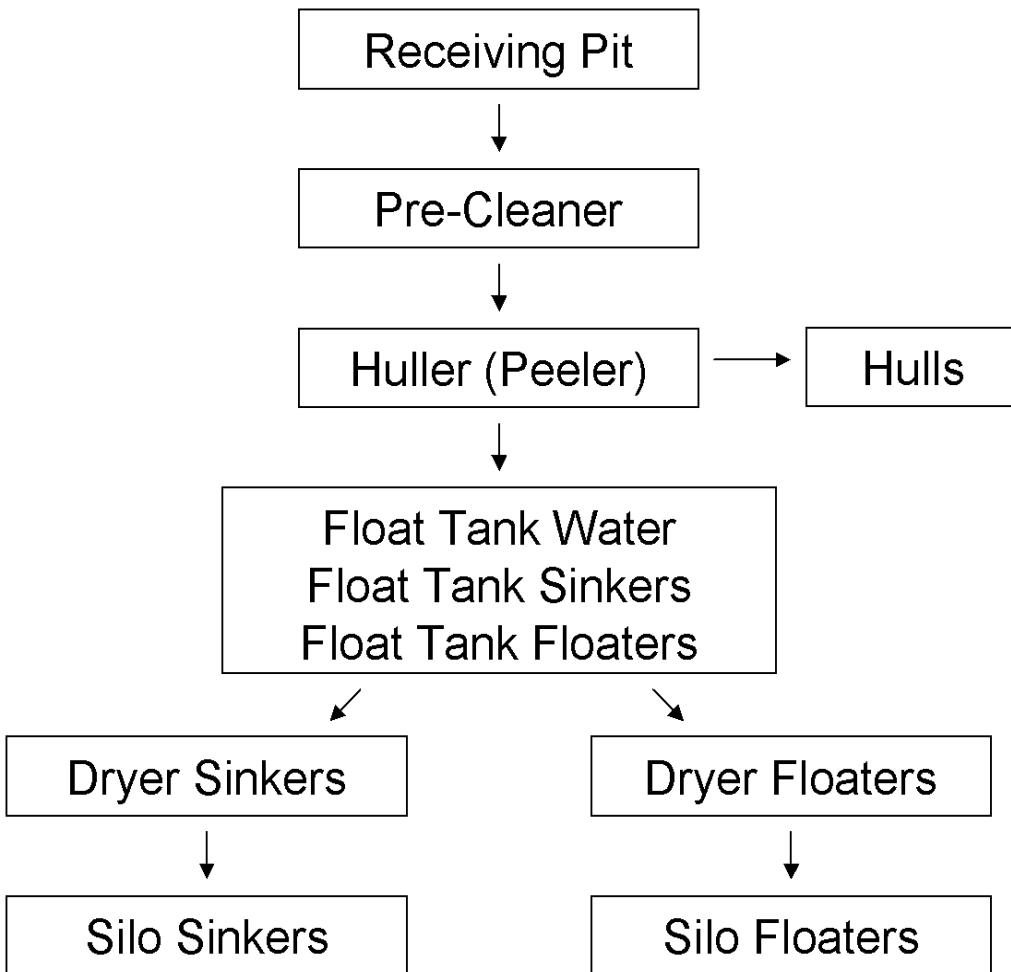 Receiving Pit
Pre-Cleaner
Huller (Peeler)
Hulls
Float Tank Water
Float Tank Sinkers
Float Tank Floaters
Dryer Sinkers
Dryer Floaters
Silo Sinkers
Silo Floaters